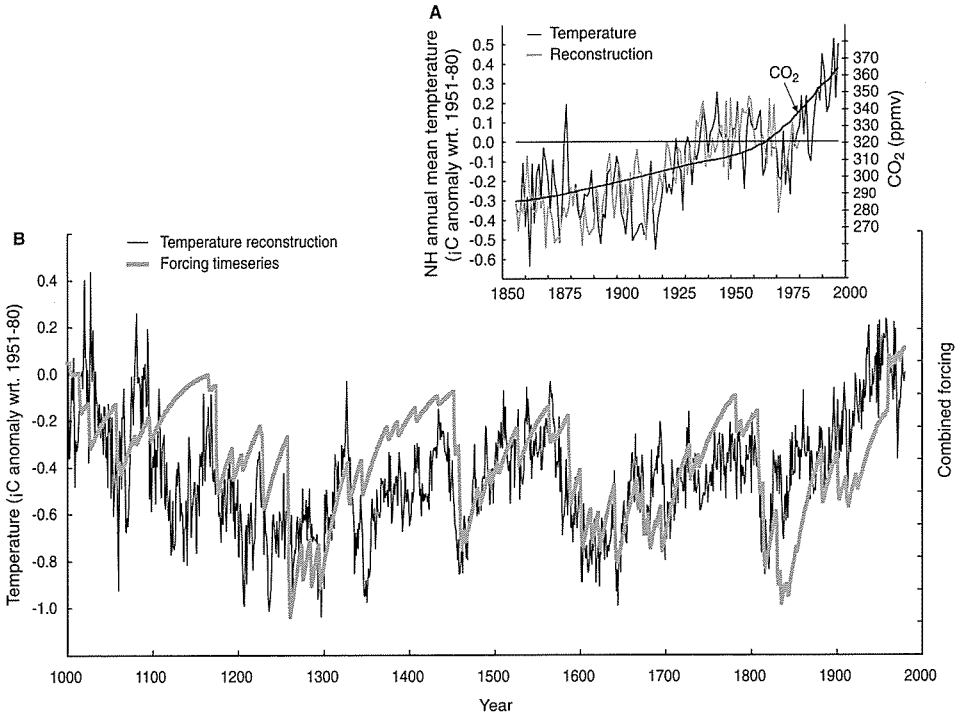 A
Temperature
Reconstruction
CO2
NH annual mean tempterature
(¡C anomaly wrt. 1951-80)
0.5
0.4
0.3
0.2
0.1
0.0
-0.0
-0.1
-0.2
-0.3
-0.4
-0.5
-0.6
370
360
350
340
330
320
310
300
290
280
270
CO2 (ppmv)
1850 1875 1900 1925 1950 1975 2000
B
Temperature reconstruction
Forcing timeseries
Temperature (¡C anomaly wrt. 1951-80)
0.4
0.2
0.0
-0.2
-0.4
-0.6
-0.8
-1.0
Combined forcing
1000 1100 1200 1300 1400 1500 1600 1700 1800 1900 2000
Year